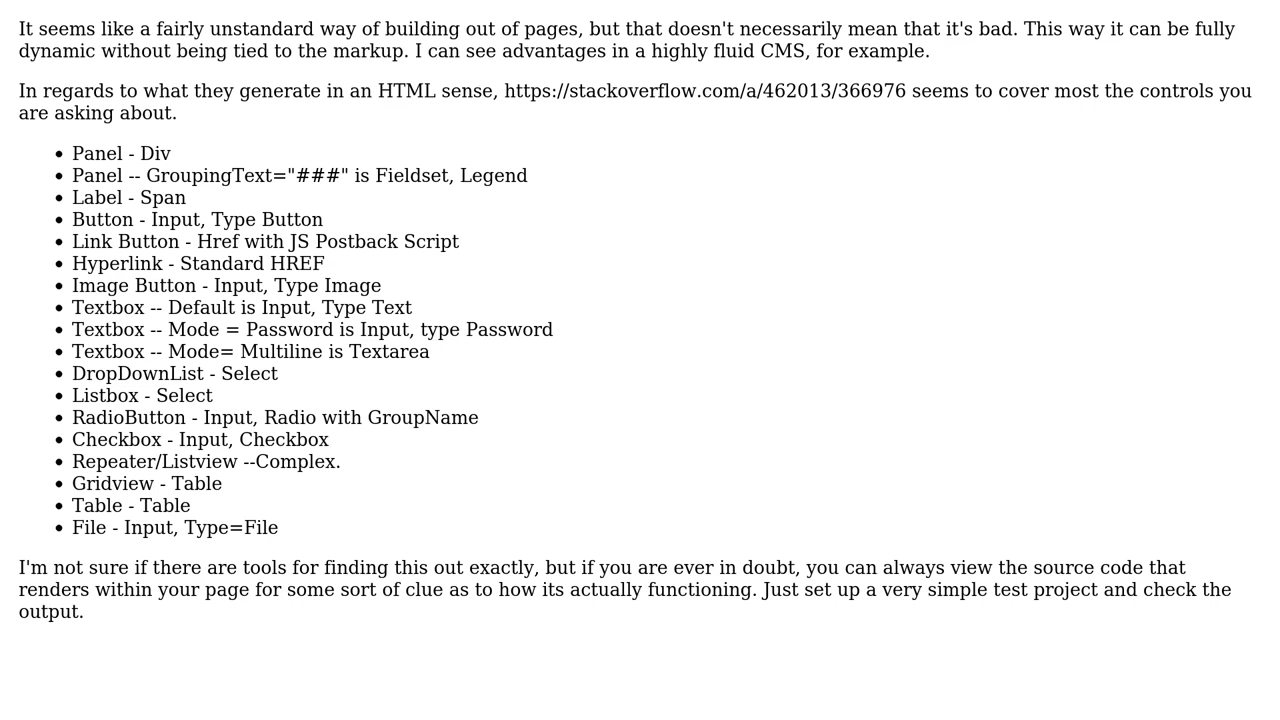 It seems like a fairly unstandard way of building out of pages, but that doesn't necessarily mean that it's bad. This way it can be fully
dynamic without being tied to the markup. I can see advantages in a highly fluid CMS, for example.
In regards to what they generate in an HTML sense, https://stackoverflow.com/a/462013/366976 seems to cover most the controls you
are asking about.
• Panel - Div
• Panel -- GroupingText="###" is Fieldset, Legend
• Label - Span
• Button - Input, Type Button
• Link Button - Href with JS Postback Script
• Hyperlink - Standard HREF
• Image Button - Input, Type Image
• Textbox -- Default is Input, Type Text
• Textbox -- Mode = Password is Input, type Password
• Textbox -- Mode= Multiline is Textarea
• DropDownList - Select
• Listbox - Select
• RadioButton - Input, Radio with GroupName
• Checkbox - Input, Checkbox
• Repeater/Listview --Complex.
• Gridview - Table
• Table - Table
• File - Input, Type=File
I'm not sure if there are tools for finding this out exactly, but if you are ever in doubt, you can always view the source code that
renders within your page for some sort of clue as to how its actually functioning. Just set up a very simple test project and check the
output.